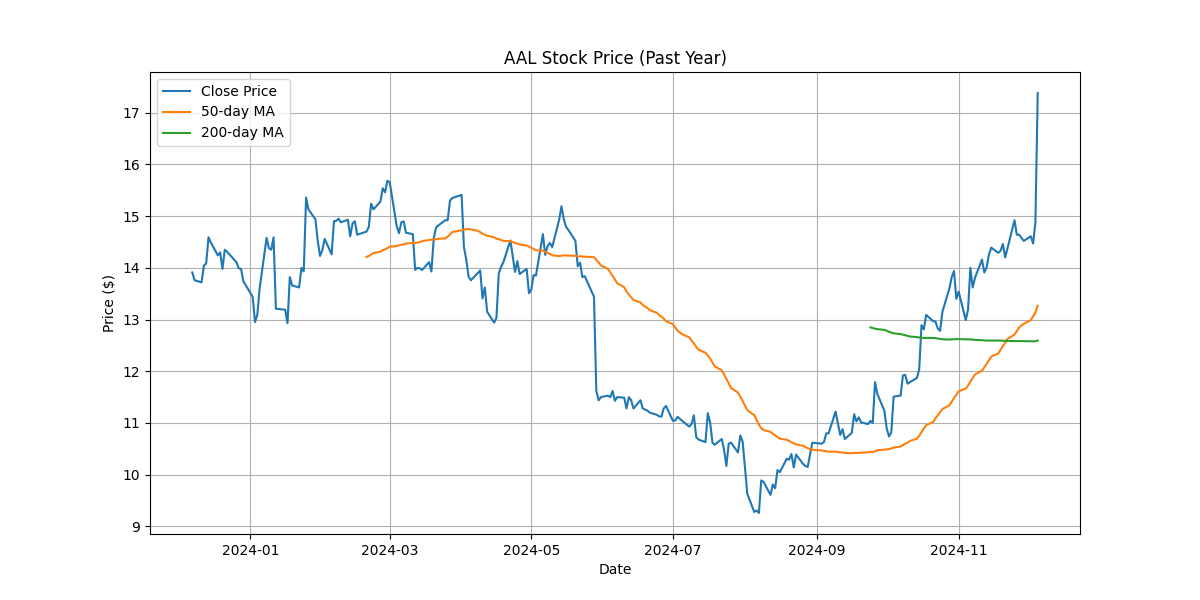 AAL Stock Price (Past Year)
Close Price
50-day MA
200-day MA
Price ($)
17
16
15
14
13
12
11
10
9
2024-01
2024-03
2024-05
2024-07
2024-09
2024-11
Date